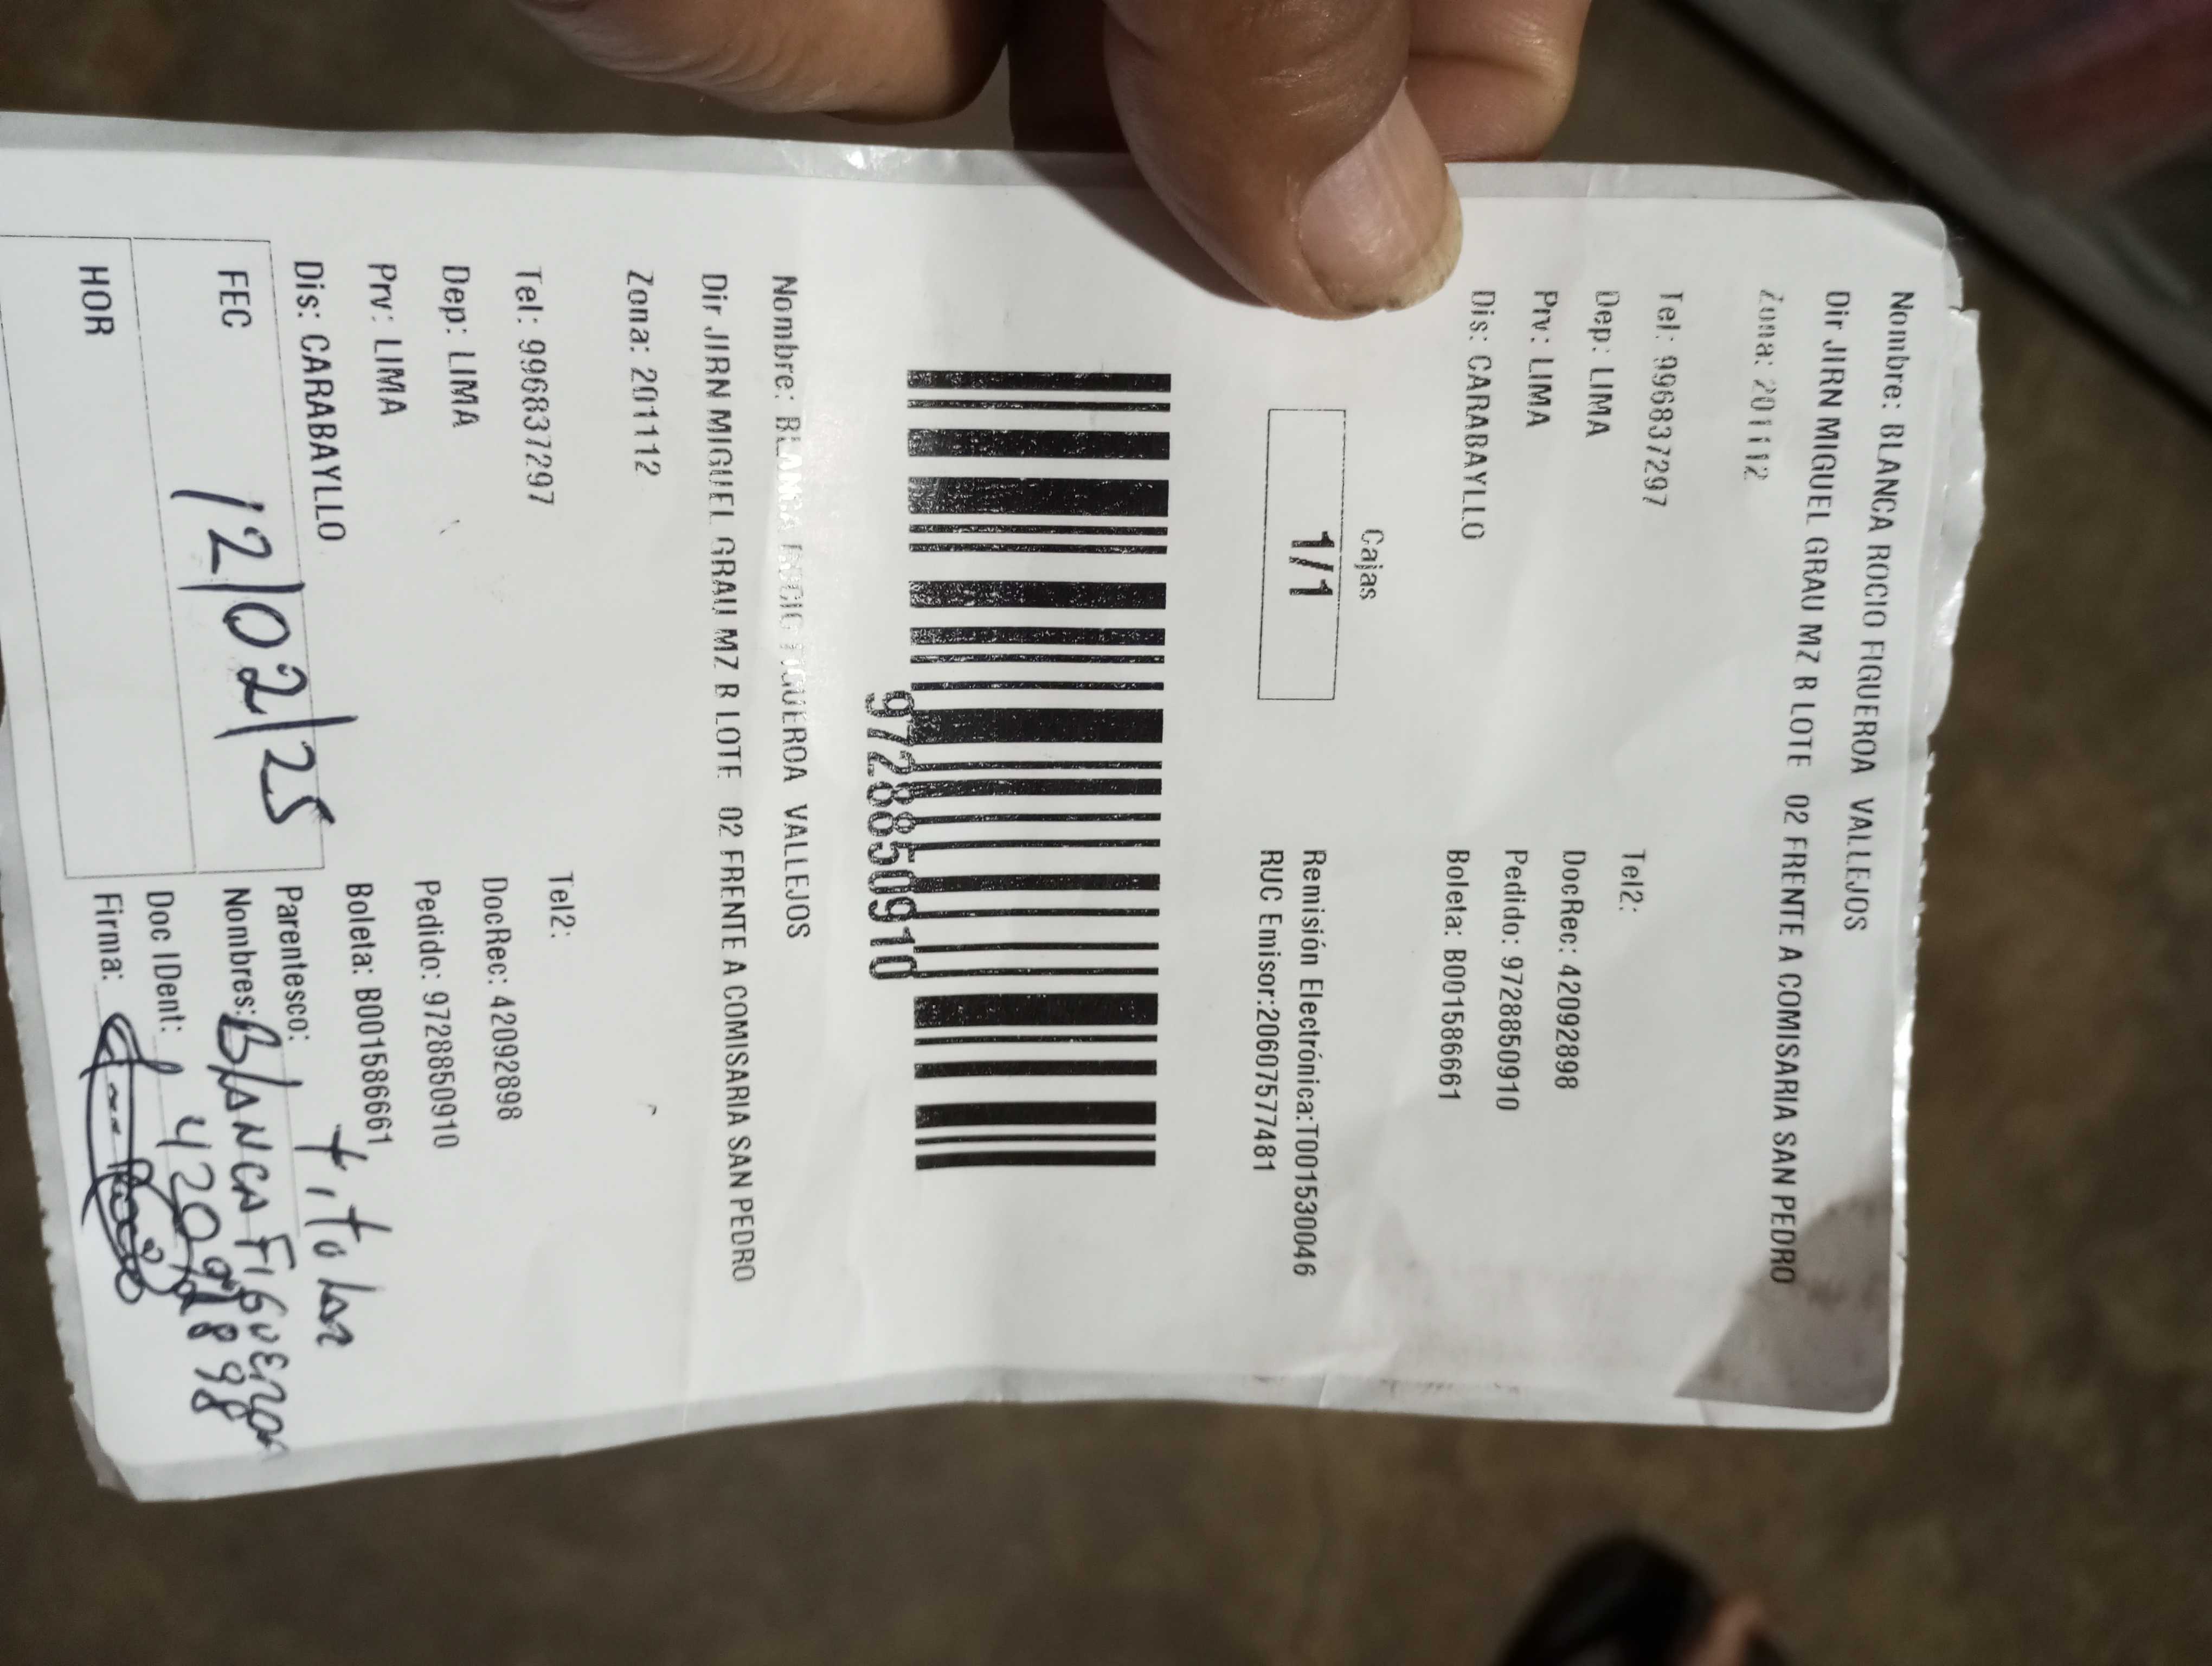 Nombre: BLANCA ROCIO FIGUEROA VALLEJOS
Dir JIRN MIGUEL GRAU MZ B LOTE 02 FRENTE A COMISARIA SAN PEDRO
Zona: 201112
Tel: 996837297 Tel2:
Dep: LIMA DocRec: 42092898
Prv: LIMA Pedido: 9728850910
Dis: CARABAYLLO Boleta: B001586661
Cajas
1/1
Remisión Electrónica:T001530046
RUC Emisor:20607577481
9728850910
Nombre: BLANCA ROCIO FIGUEROA VALLEJOS
Dir JIRN MIGUEL GRAU MZ B LOTE 02 FRENTE A COMISARIA SAN PEDRO
Zona: 201112
Tel: 996837297 Tel2:
Dep: LIMA DocRec: 42092898
Prv: LIMA Pedido: 9728850910
Dis: CARABAYLLO Boleta: B001586661
FEC 12/02/25
Parentesco: titular
Nombres: BLANCA FIGUEROA
HOR
Doc IDent: 42092898
Firma: